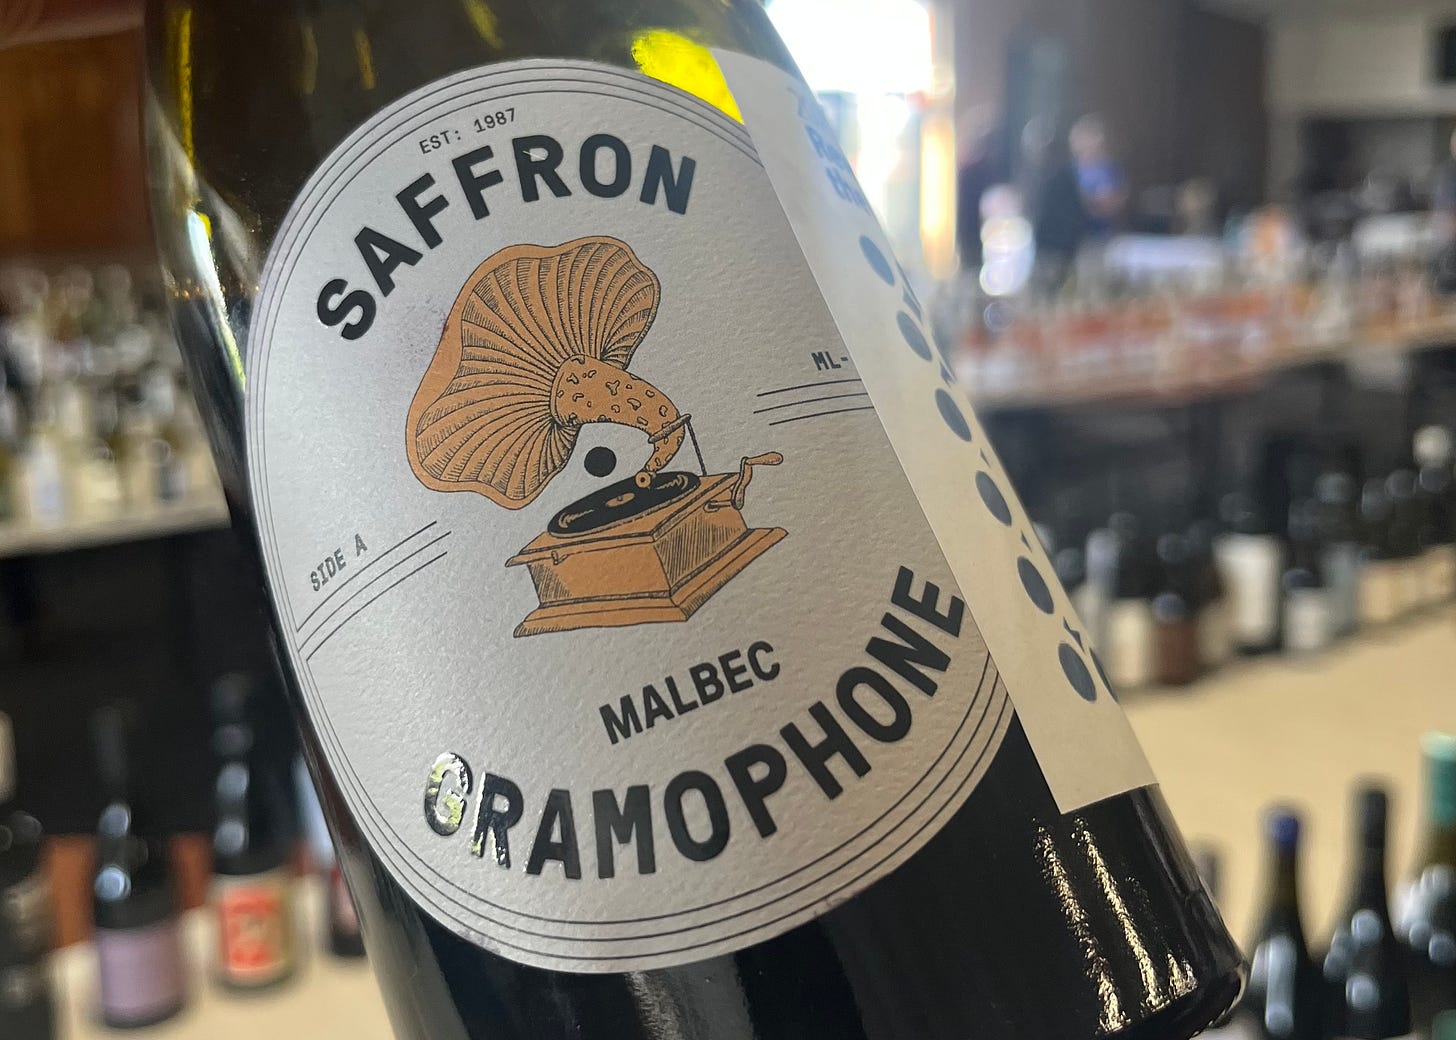 EST: 1987
SAFFRON
ML-
SIDE A
MALBEC
GRAMOPHONE